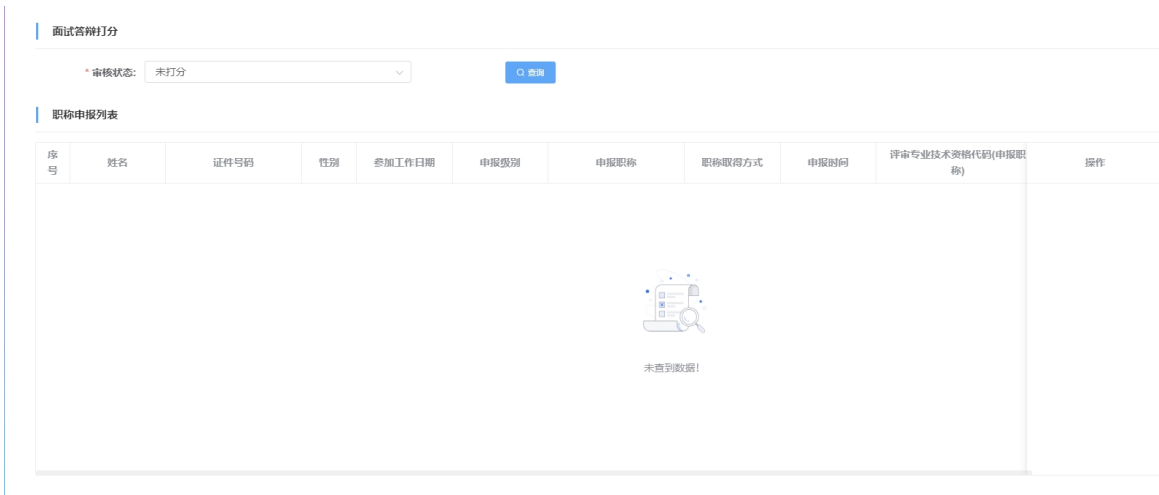 面试答辩打分
* 审核状态: 未打分 查询
职称申报列表
序号 姓名 证件号码 性别 参加工作日期 申报级别 申报职称 职称取得方式 申报时间 评审专业技术资格代码(申报职称) 操作
未查到数据!